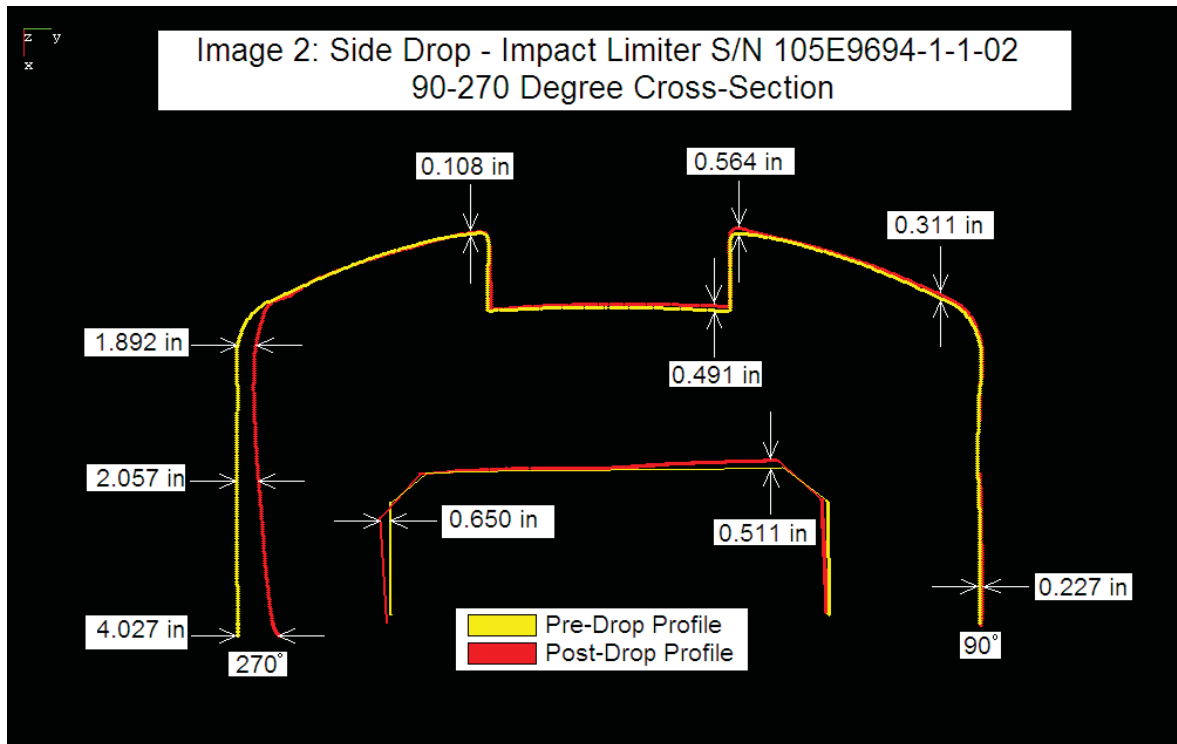 z y
x
Image 2: Side Drop - Impact Limiter S/N 105E9694-1-1-02
90-270 Degree Cross-Section
0.108 in
0.564 in
0.311 in
1.892 in
0.491 in
2.057 in
0.650 in
0.511 in
0.227 in
4.027 in
Pre-Drop Profile
Post-Drop Profile
270°
90°